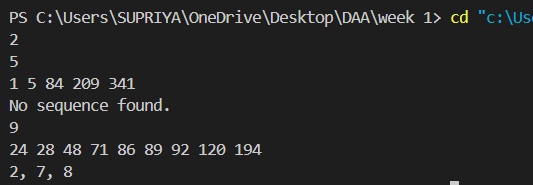 PS C:\Users\SUPRIYA\OneDrive\Desktop\DAA\week 1> cd "c:\Use
2
5
1 5 84 209 341
No sequence found.
9
24 28 48 71 86 89 92 120 194
2, 7, 8